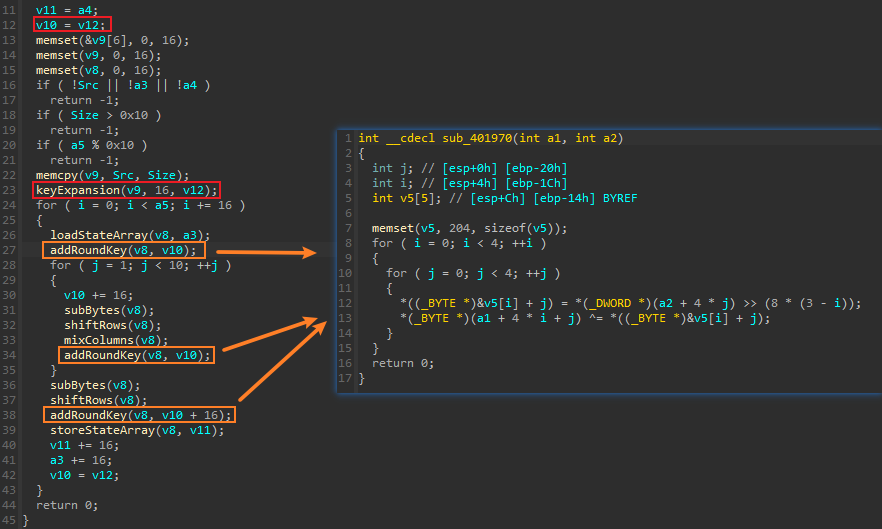 11 v11 = a4;
12 v10 = v12;
13 memset(&v9[6], 0, 16);
14 memset(v9, 0, 16);
15 memset(v8, 0, 16);
16 if ( !Src || !a3 || !a4 )
17 return -1;
18 if ( Size > 0x10 )
19 return -1;
20 if ( a5 % 0x10 )
21 return -1;
22 memcpy(v9, Src, Size);
23 keyExpansion(v9, 16, v12);
24 for ( i = 0; i < a5; i += 16 )
25 {
26 loadStateArray(v8, a3);
27 addRoundKey(v8, v10);
28 for ( j = 1; j < 10; ++j )
29 {
30 v10 += 16;
31 subBytes(v8);
32 shiftRows(v8);
33 mixColumns(v8);
34 addRoundKey(v8, v10);
35 }
36 subBytes(v8);
37 shiftRows(v8);
38 addRoundKey(v8, v10 + 16);
39 storeStateArray(v8, v11);
40 v11 += 16;
41 a3 += 16;
42 v10 = v12;
43 }
44 return 0;
45 }
1 int __cdecl sub_401970(int a1, int a2)
2 {
3 int j; // [esp+0h] [ebp-20h]
4 int i; // [esp+4h] [ebp-1Ch]
5 int v5[5]; // [esp+Ch] [ebp-14h] BYREF
6
7 memset(v5, 204, sizeof(v5));
8 for ( i = 0; i < 4; ++i )
9 {
10 for ( j = 0; j < 4; ++j )
11 {
12 *((_BYTE *)&v5[i] + j) = *(_DWORD *)(a2 + 4 * j) >> (8 * (3 - i));
13 *(_BYTE *)(a1 + 4 * i + j) ^= *((_BYTE *)&v5[i] + j);
14 }
15 }
16 return 0;
17 }